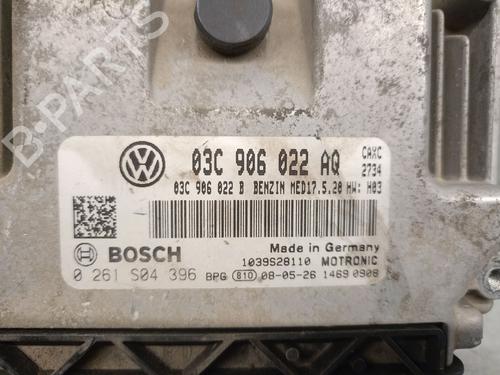 B-PARTS
03C 906 022 AQ
CAXC
2734
03C 906 022 B BENZIN MED17.5.20 HW: H03
BOSCH
Made in Germany
1039S28110 MOTRONIC
0 261 S04 396 BPG 810 08-05-26 1469 0908